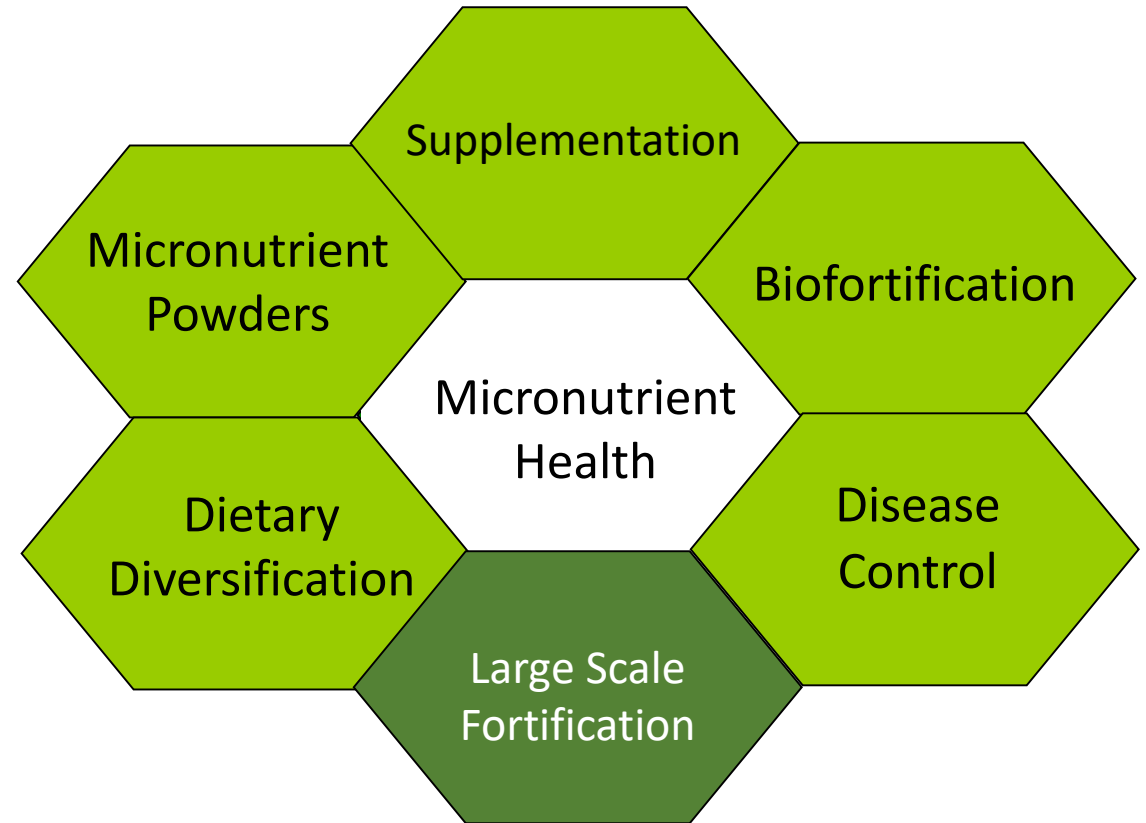 Supplementation
Micronutrient
Powders
Biofortification
Micronutrient
Health
Dietary
Diversification
Disease
Control
Large Scale
Fortification